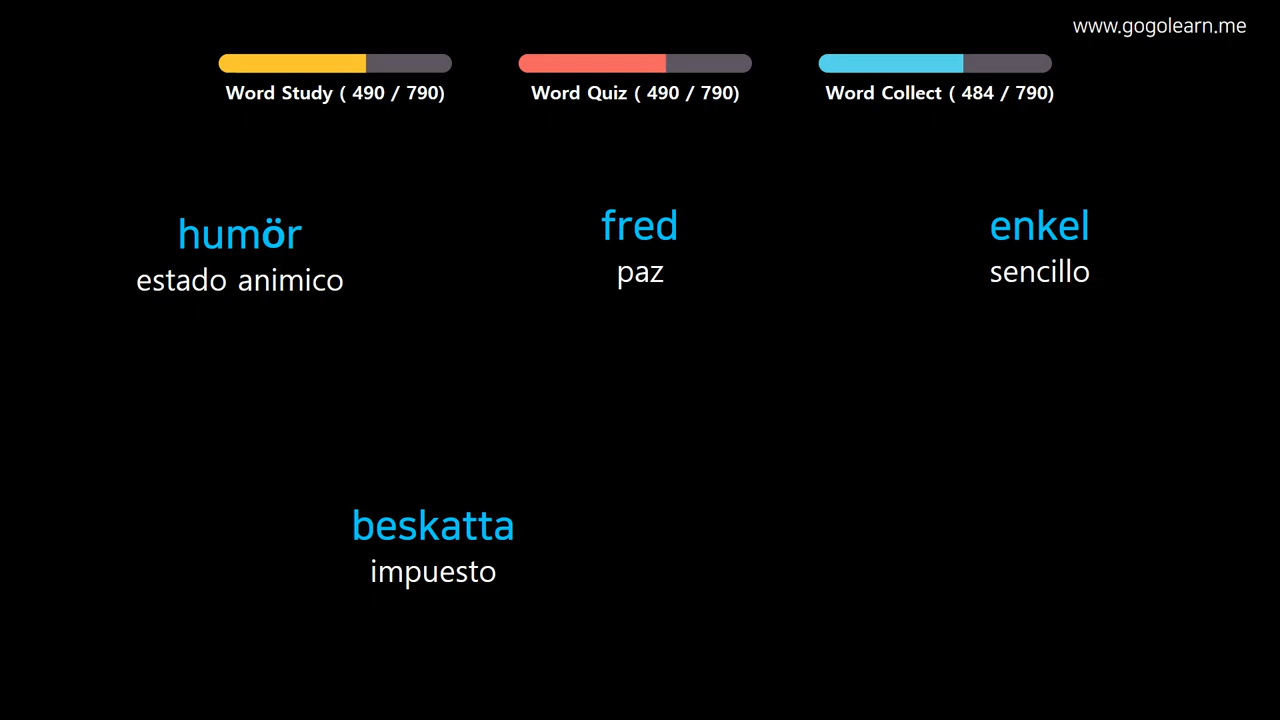 www.gogolearn.me
Word Study ( 490 / 790)
Word Quiz ( 490 / 790)
Word Collect ( 484 / 790)
humör
estado animico
fred
paz
enkel
sencillo
beskatta
impuesto